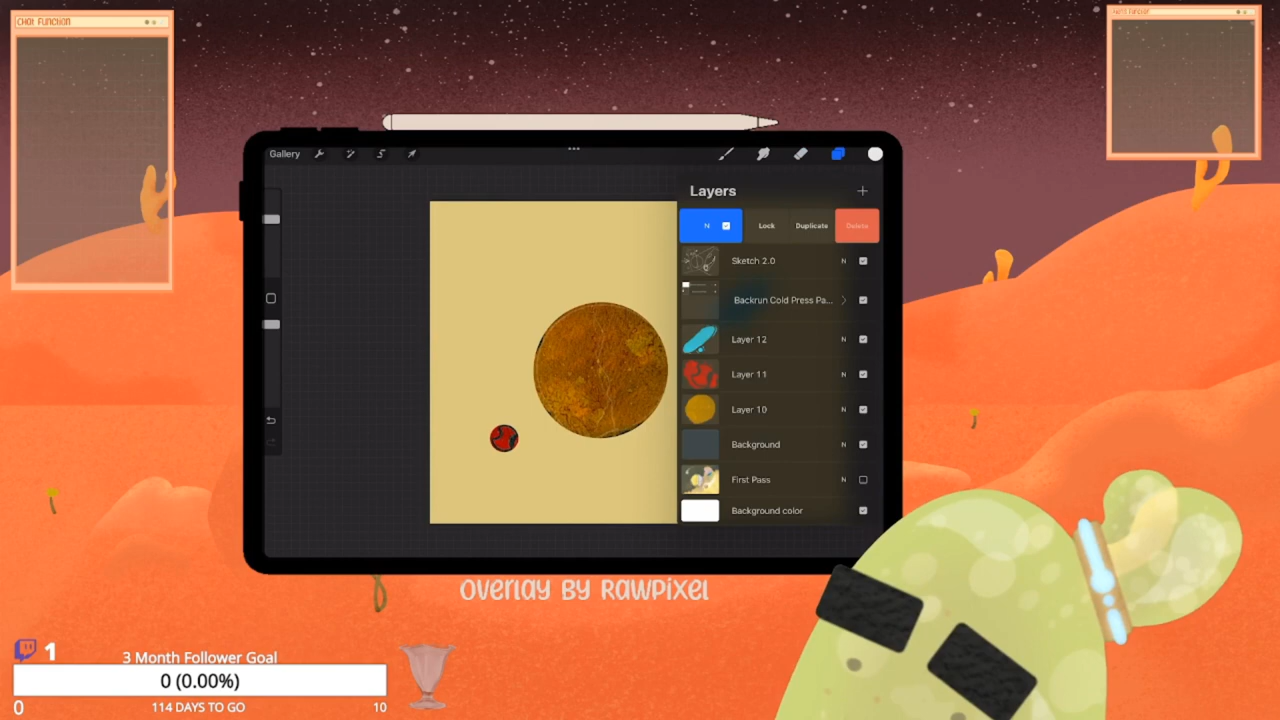 CHAT FUNCTION
Gallery
Layers
N
Lock
Duplicate
Delete
Sketch 2.0
N
Backrun Cold Press Pa...
Layer 12
N
Layer 11
N
Layer 10
N
Background
N
First Pass
N
Background color
OVERLAY BY RAWPIXEL
1
3 Month Follower Goal
0 (0.00%)
0
114 DAYS TO GO
10